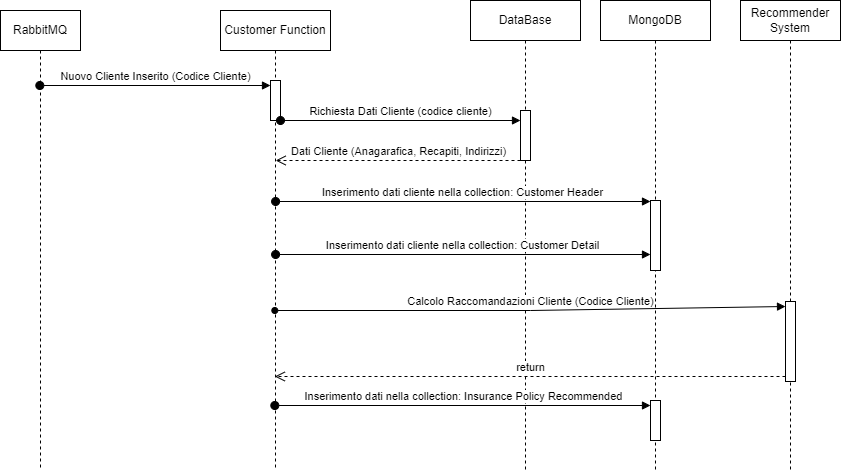 RabbitMQ
Customer Function
DataBase
MongoDB
Recommender
System
Nuovo Cliente Inserito (Codice Cliente)
Richiesta Dati Cliente (codice cliente)
Dati Cliente (Anagarafica, Recapiti, Indirizzi)
Inserimento dati cliente nella collection: Customer Header
Inserimento dati cliente nella collection: Customer Detail
Calcolo Raccomandazioni Cliente (Codice Cliente)
return
Inserimento dati nella collection: Insurance Policy Recommended